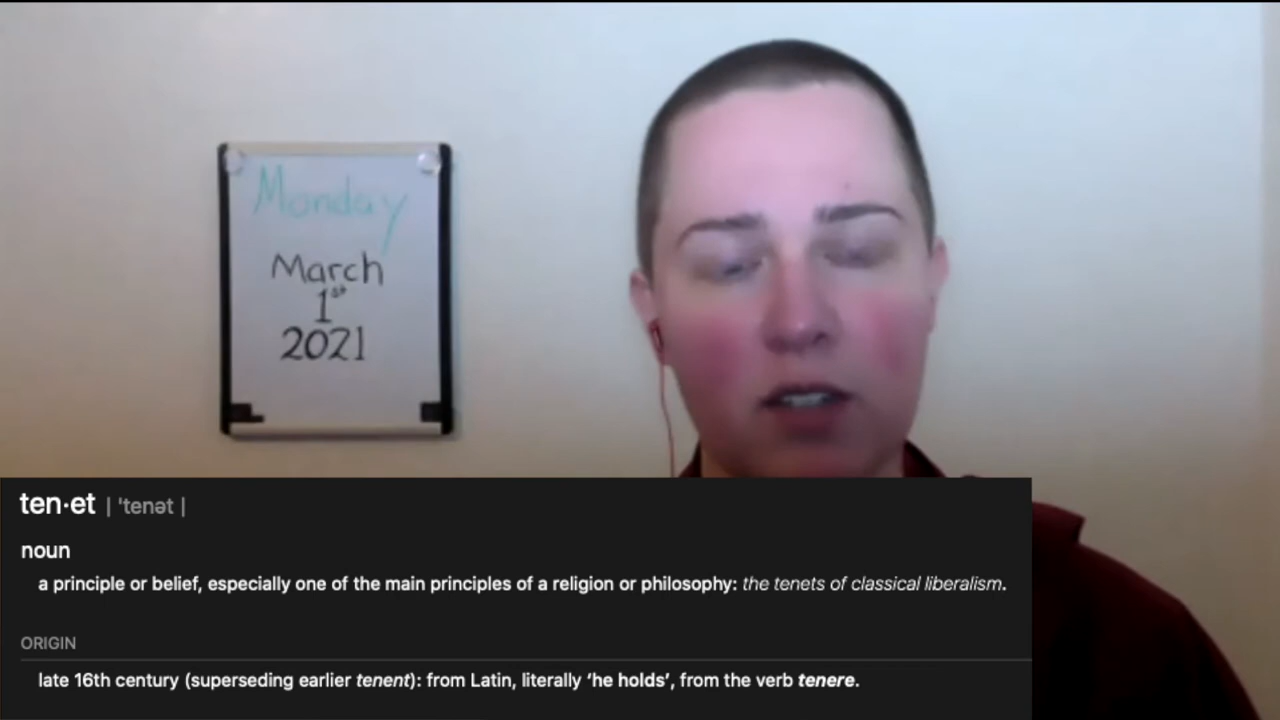 Monday
March
1st
2021
ten·et | ˈtenət |
noun
a principle or belief, especially one of the main principles of a religion or philosophy: the tenets of classical liberalism.
ORIGIN
late 16th century (superseding earlier tenent): from Latin, literally ‘he holds’, from the verb tenere.